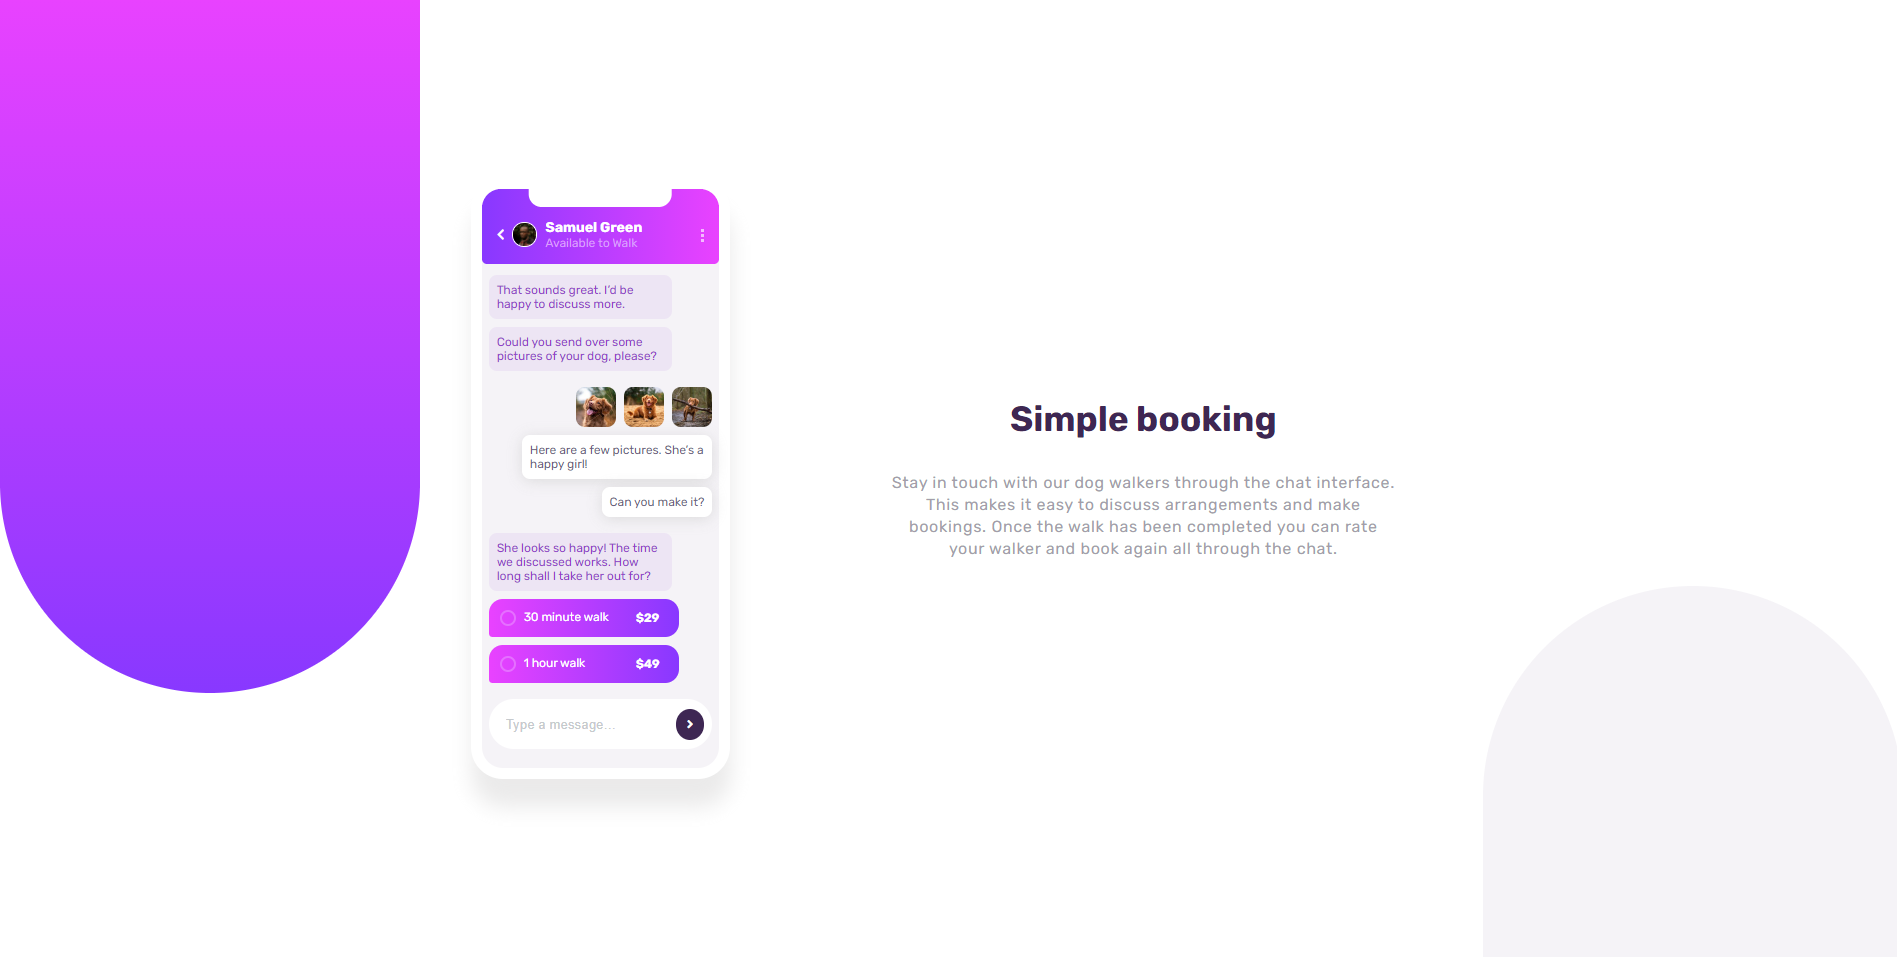 Samuel Green
Available to Walk
That sounds great. I'd be
happy to discuss more.
Could you send over some
pictures of your dog, please?
Here are a few pictures. She's a
happy girl!
Can you make it?
She looks so happy! The time
we discussed works. How
long shall I take her out for?
30 minute walk $29
1 hour walk $49
Type a message...
Simple booking
Stay in touch with our dog walkers through the chat interface.
This makes it easy to discuss arrangements and make
bookings. Once the walk has been completed you can rate
your walker and book again all through the chat.